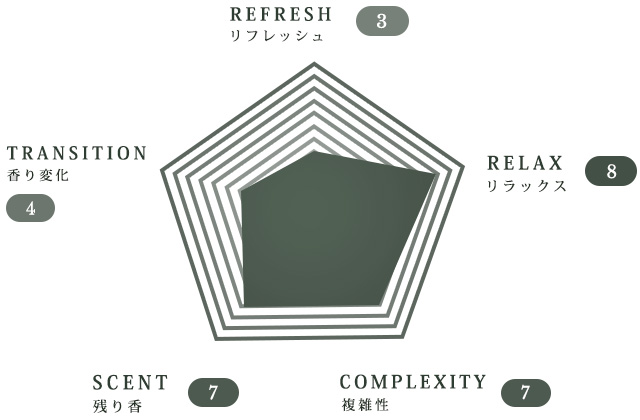 REFRESH
リフレッシュ
3
TRANSITION
香り変化
4
RELAX
リラックス
8
SCENT
残り香
7
COMPLEXITY
複雑性
7